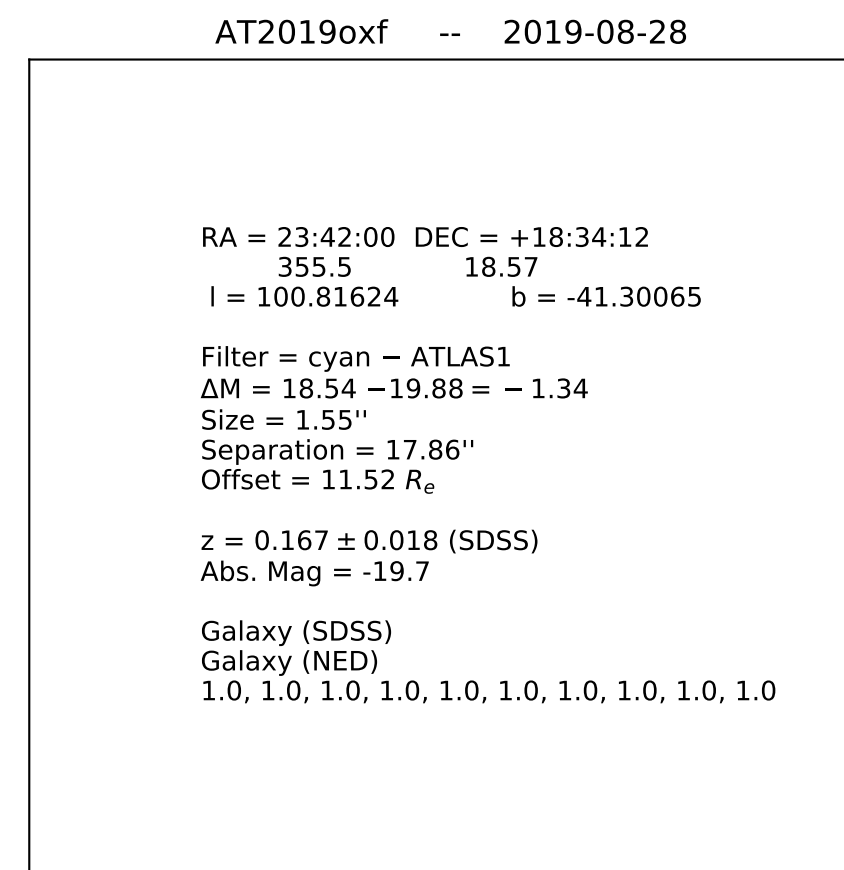 AT2019oxf -- 2019-08-28
RA = 23:42:00 DEC = +18:34:12
355.5 18.57
l = 100.81624 b = -41.30065
Filter = cyan − ATLAS1
ΔM = 18.54 −19.88 = − 1.34
Size = 1.55''
Separation = 17.86''
Offset = 11.52 Rₑ
z = 0.167 ± 0.018 (SDSS)
Abs. Mag = -19.7
Galaxy (SDSS)
Galaxy (NED)
1.0, 1.0, 1.0, 1.0, 1.0, 1.0, 1.0, 1.0, 1.0, 1.0